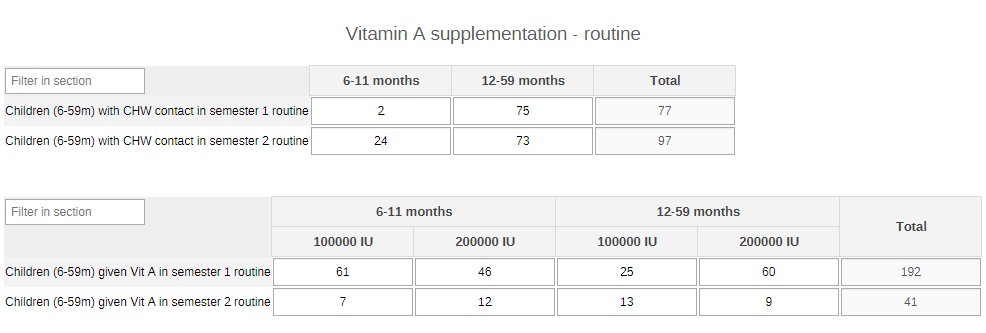 Vitamin A supplementation - routine
Filter in section 6-11 months 12-59 months Total
Children (6-59m) with CHW contact in semester 1 routine 2 75 77
Children (6-59m) with CHW contact in semester 2 routine 24 73 97
Filter in section 6-11 months 12-59 months Total
100000 IU 200000 IU 100000 IU 200000 IU
Children (6-59m) given Vit A in semester 1 routine 61 46 25 60 192
Children (6-59m) given Vit A in semester 2 routine 7 12 13 9 41